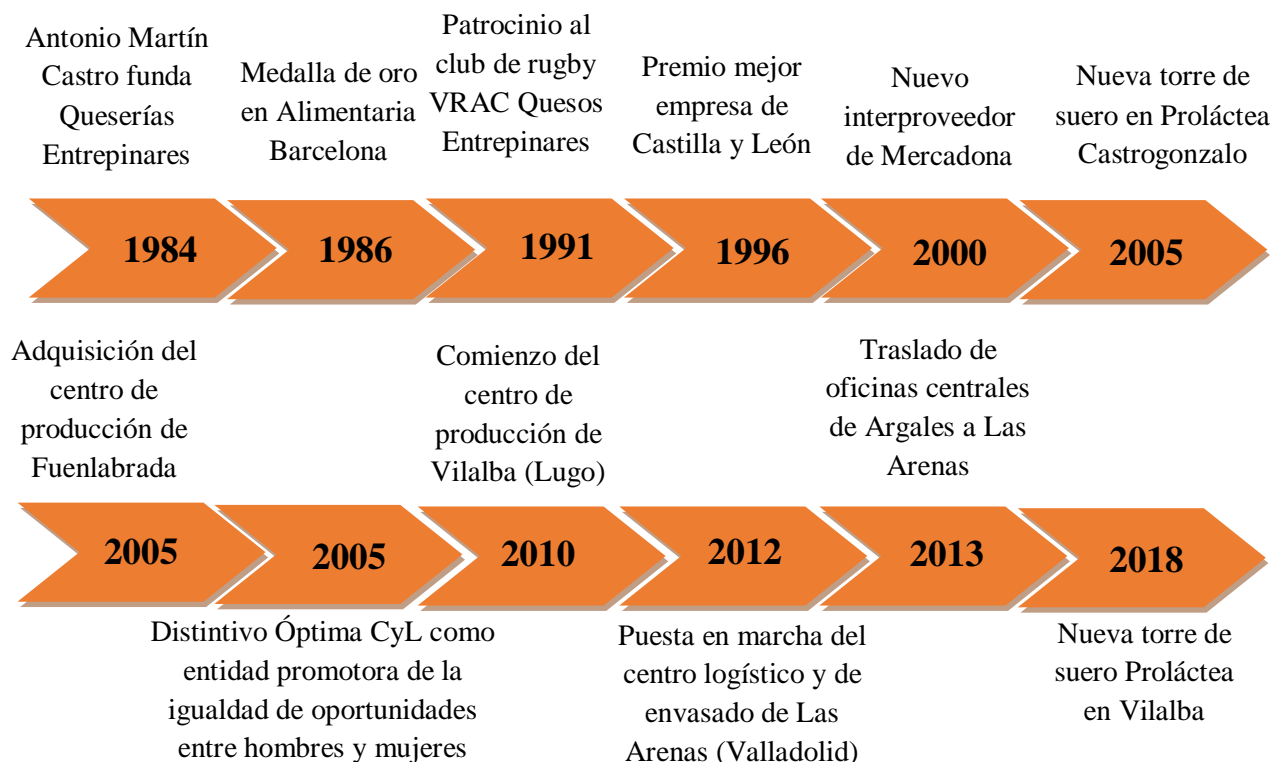 Antonio Martín
Castro funda
Queserías
Entrepinares
Medalla de oro
en Alimentaria
Barcelona
Patrocinio al
club de rugby
VRAC Quesos
Entrepinares
Premio mejor
empresa de
Castilla y León
Nuevo
interproveedor
de Mercadona
Nueva torre de
suero en Proláctea
Castrogonzalo
1984
1986
1991
1996
2000
2005
Adquisición del
centro de
producción de
Fuenlabrada
Comienzo del
centro de
producción de
Vilalba (Lugo)
Traslado de
oficinas centrales
de Argales a Las
Arenas
2005
2005
2010
2012
2013
2018
Distintivo Óptima CyL como
entidad promotora de la
igualdad de oportunidades
entre hombres y mujeres
Puesta en marcha del
centro logístico y de
envasado de Las
Arenas (Valladolid)
Nueva torre de
suero Proláctea
en Vilalba